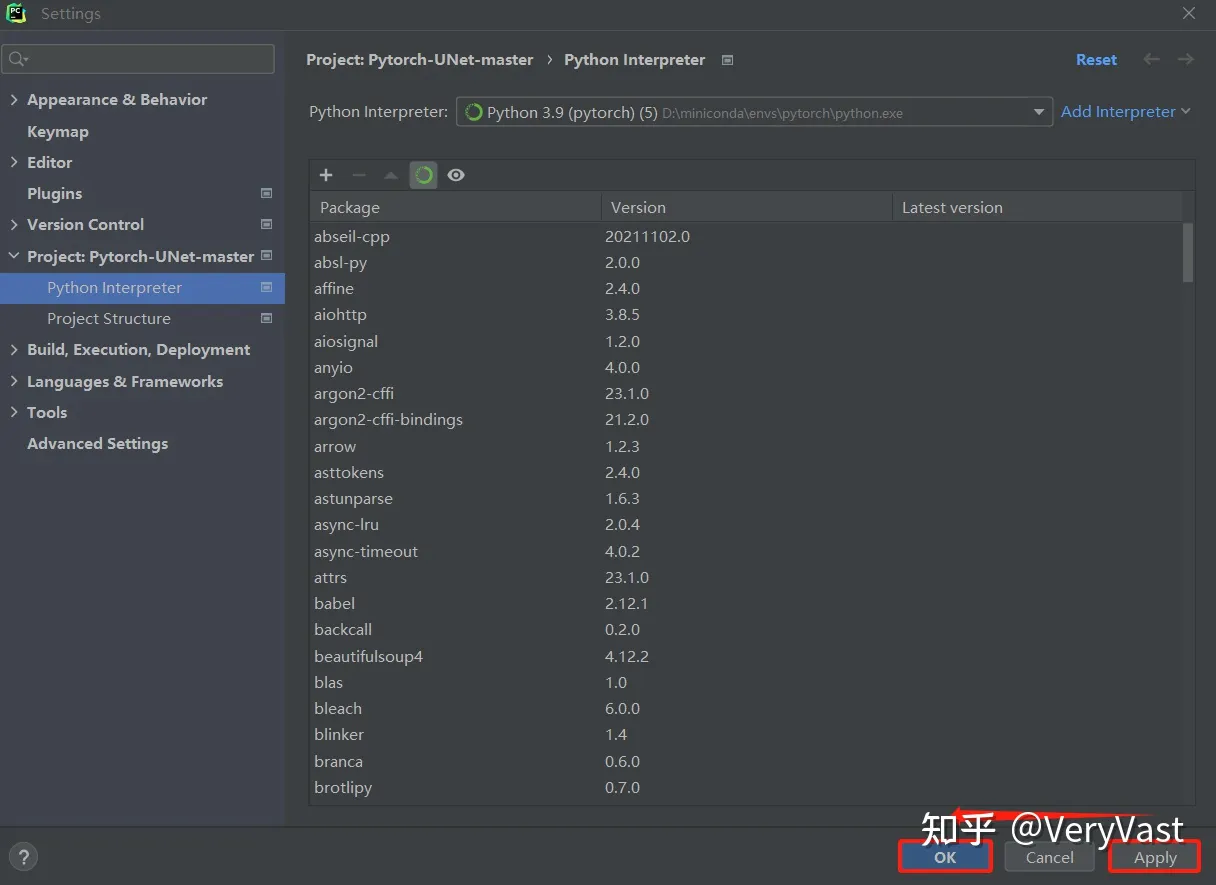 Settings
Project: Pytorch-UNet-master › Python Interpreter
Reset
Appearance & Behavior
Keymap
Editor
Plugins
Version Control
Project: Pytorch-UNet-master
Python Interpreter
Project Structure
Build, Execution, Deployment
Languages & Frameworks
Tools
Advanced Settings
Python Interpreter: Python 3.9 (pytorch) (5) D:\miniconda\envs\pytorch\python.exe Add Interpreter
Package Version Latest version
abseil-cpp 20211102.0
absl-py 2.0.0
affine 2.4.0
aiohttp 3.8.5
aiosignal 1.2.0
anyio 4.0.0
argon2-cffi 23.1.0
argon2-cffi-bindings 21.2.0
arrow 1.2.3
asttokens 2.4.0
astunparse 1.6.3
async-lru 2.0.4
async-timeout 4.0.2
attrs 23.1.0
babel 2.12.1
backcall 0.2.0
beautifulsoup4 4.12.2
blas 1.0
bleach 6.0.0
blinker 1.4
branca 0.6.0
brotlipy 0.7.0
知乎 @VeryVast
? OK Cancel Apply